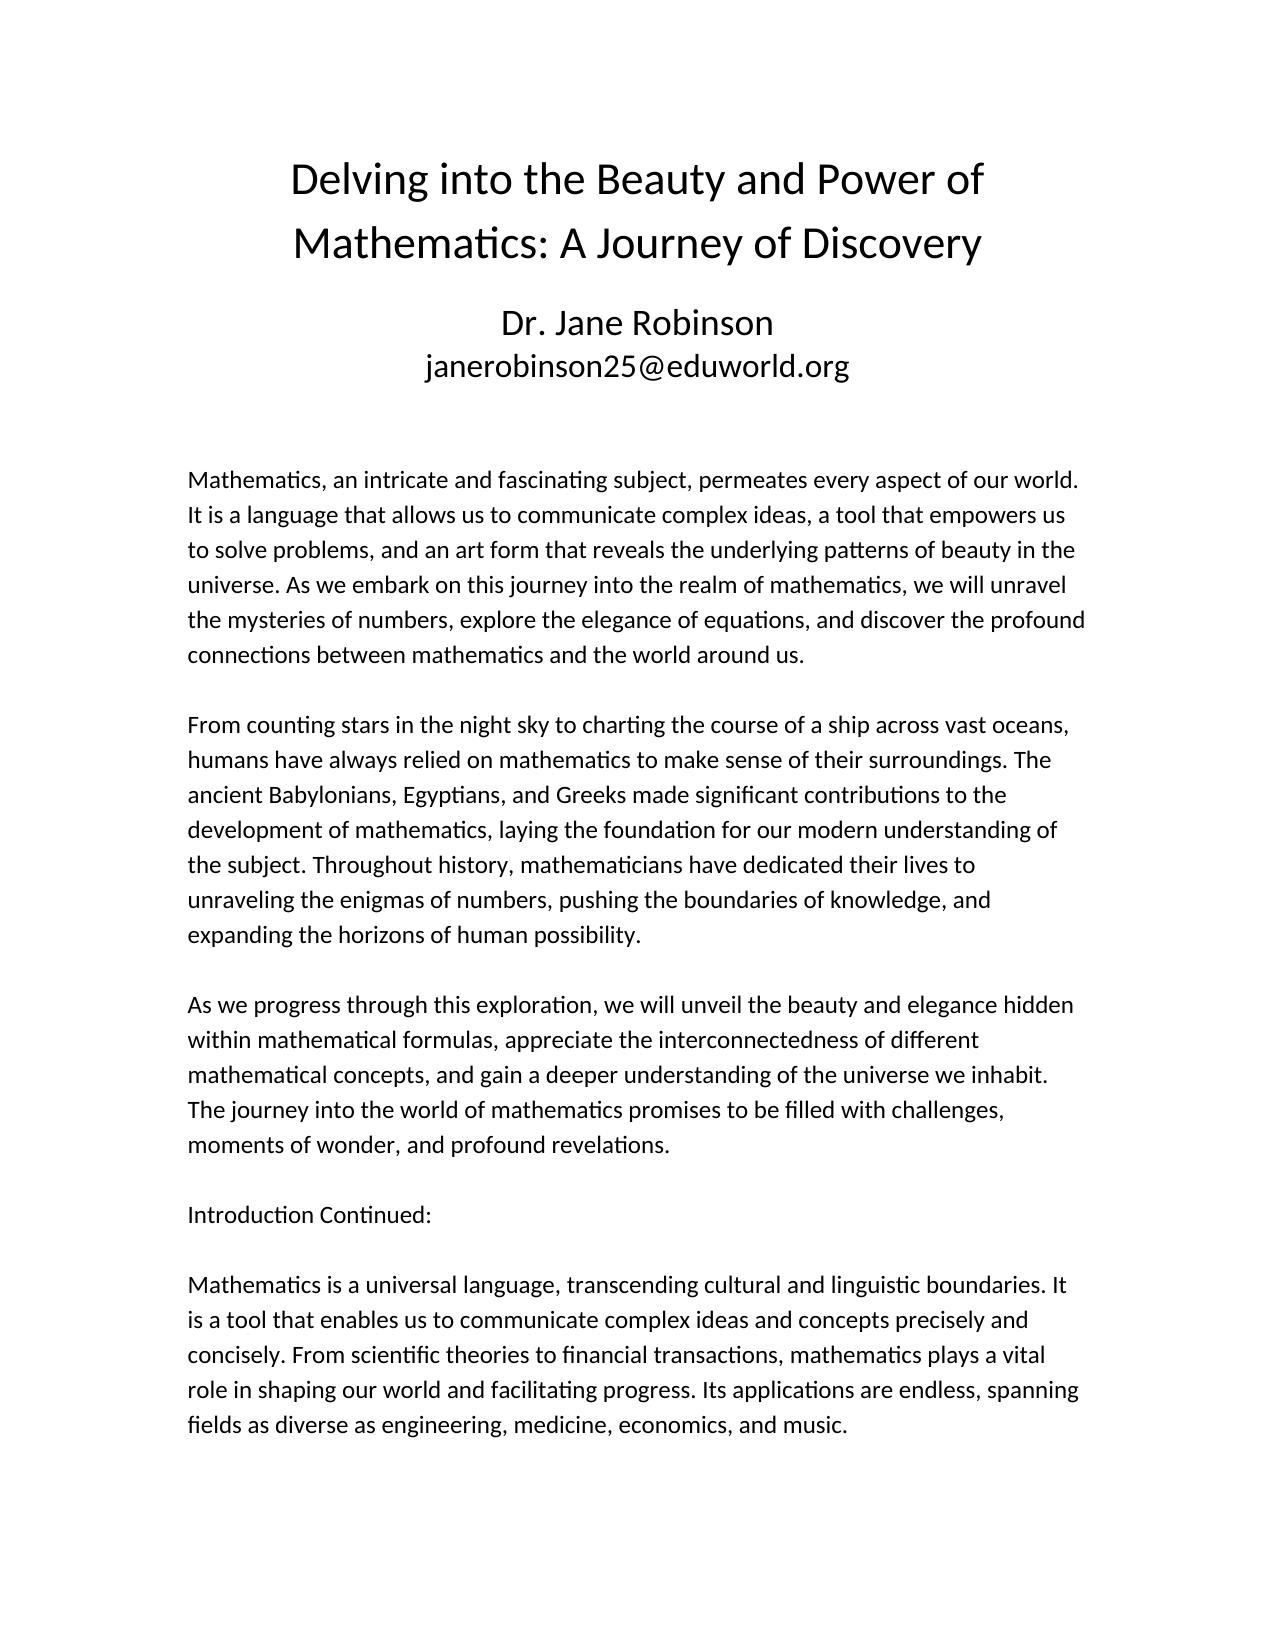 Delving into the Beauty and Power of
Mathematics: A Journey of Discovery
Dr. Jane Robinson
janerobinson25@eduworld.org
Mathematics, an intricate and fascinating subject, permeates every aspect of our world.
It is a language that allows us to communicate complex ideas, a tool that empowers us
to solve problems, and an art form that reveals the underlying patterns of beauty in the
universe. As we embark on this journey into the realm of mathematics, we will unravel
the mysteries of numbers, explore the elegance of equations, and discover the profound
connections between mathematics and the world around us.
From counting stars in the night sky to charting the course of a ship across vast oceans,
humans have always relied on mathematics to make sense of their surroundings. The
ancient Babylonians, Egyptians, and Greeks made significant contributions to the
development of mathematics, laying the foundation for our modern understanding of
the subject. Throughout history, mathematicians have dedicated their lives to
unraveling the enigmas of numbers, pushing the boundaries of knowledge, and
expanding the horizons of human possibility.
As we progress through this exploration, we will unveil the beauty and elegance hidden
within mathematical formulas, appreciate the interconnectedness of different
mathematical concepts, and gain a deeper understanding of the universe we inhabit.
The journey into the world of mathematics promises to be filled with challenges,
moments of wonder, and profound revelations.
Introduction Continued:
Mathematics is a universal language, transcending cultural and linguistic boundaries. It
is a tool that enables us to communicate complex ideas and concepts precisely and
concisely. From scientific theories to financial transactions, mathematics plays a vital
role in shaping our world and facilitating progress. Its applications are endless, spanning
fields as diverse as engineering, medicine, economics, and music.